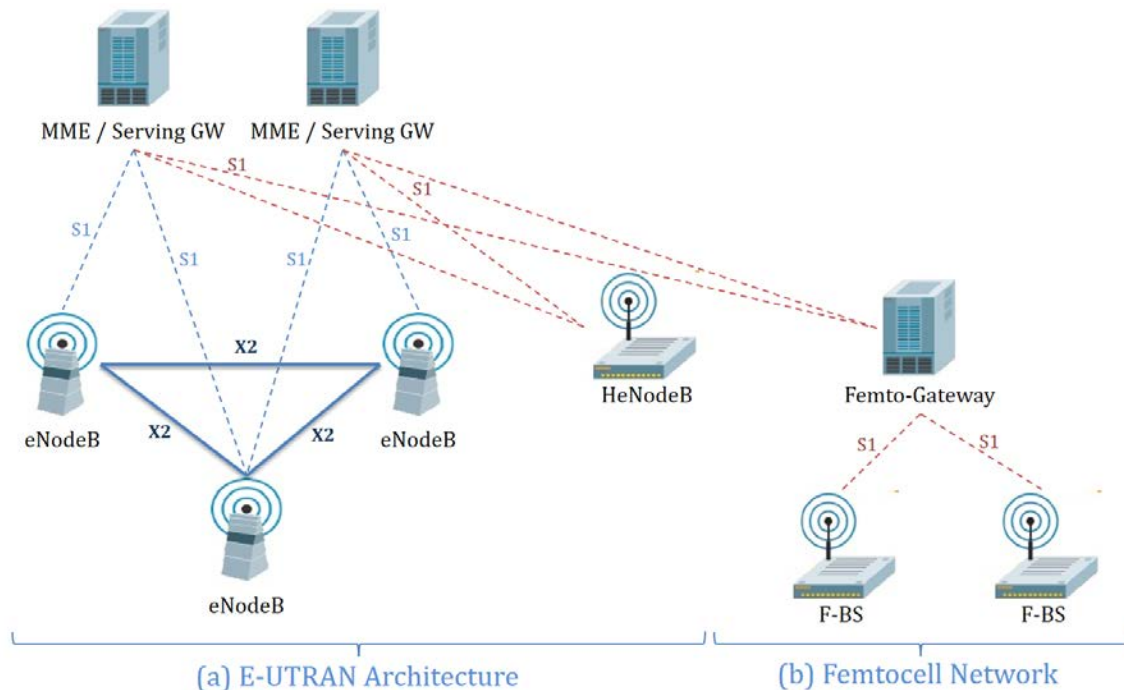 MME / Serving GW
MME / Serving GW
S1
S1
S1
S1
S1
S1
X2
X2
X2
eNodeB
eNodeB
eNodeB
HeNodeB
Femto-Gateway
S1
S1
F-BS
F-BS
(a) E-UTRAN Architecture
(b) Femtocell Network